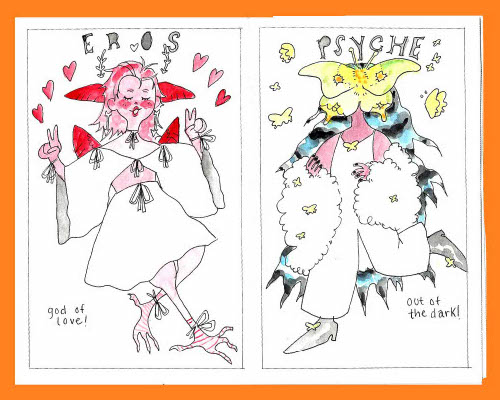 EROS
PSYCHE
god of
love!
out of
the dark!